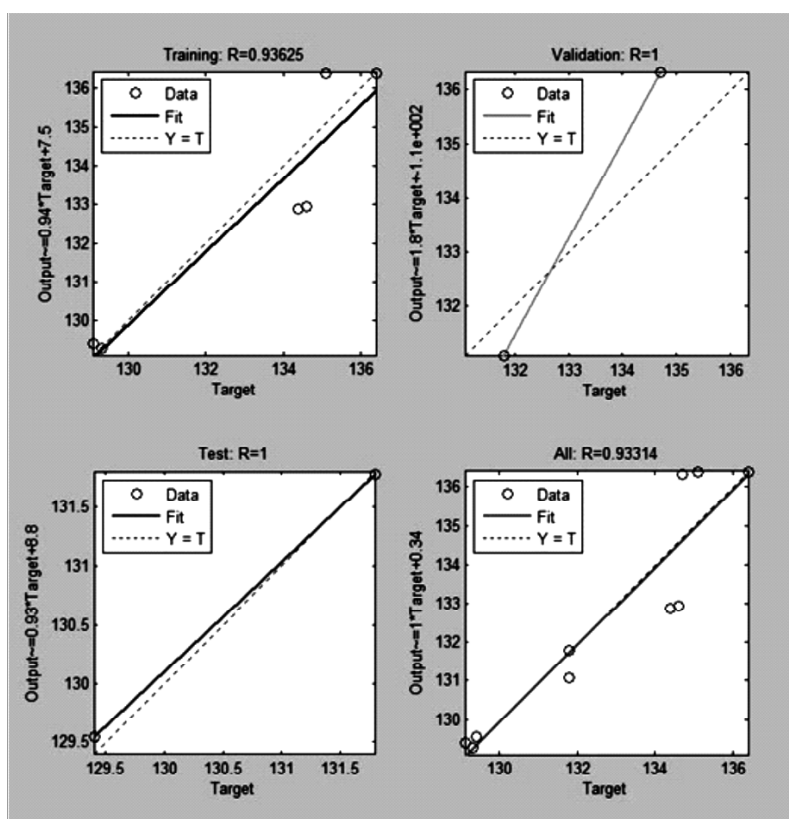 Training: R=0.93625
Output~=0.94*Target+7.5
136
135
134
133
132
131
130
Data
Fit
Y = T
130
132
134
136
Target
Validation: R=1
Output~=1.8*Target+-1.1e+002
136
135
134
133
132
Data
Fit
Y = T
132
133
134
135
136
Target
Test: R=1
Output~=0.93*Target+8.8
131.5
131
130.5
130
129.5
Data
Fit
Y = T
129.5
130
130.5
131
131.5
Target
All: R=0.93314
Output~=1*Target+0.34
136
135
134
133
132
131
130
Data
Fit
Y = T
130
132
134
136
Target